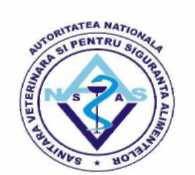 AUTORITATEA NATIONALA
SANITARA VETERINARA SI PENTRU SIGURANTA ALIMENTELOR
N S A S